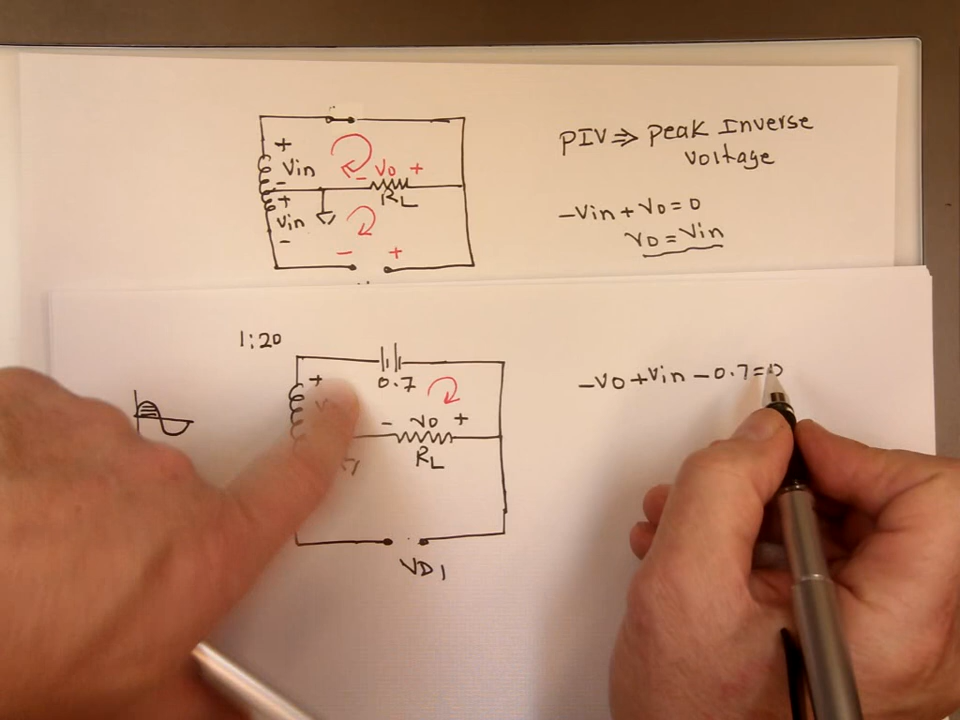 +
Vin
-
+
Vin
-
- Vo +
RL
- +
PIV ⇒ Peak Inverse
Voltage
-Vin + Vo = 0
Vo = Vin
1:20
0.7
+
- Vo +
RL
VD1
-Vo + Vin - 0.7 = 0